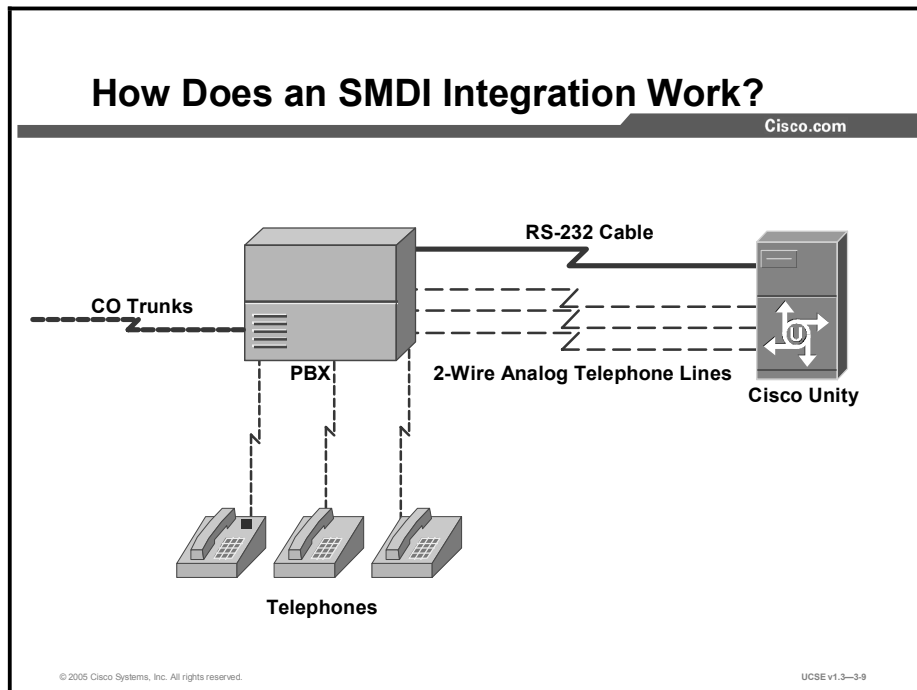 How Does an SMDI Integration Work?
Cisco.com
RS-232 Cable
CO Trunks
PBX
2-Wire Analog Telephone Lines
U
Cisco Unity
Telephones
© 2005 Cisco Systems, Inc. All rights reserved.
UCSE v1.3—3-9